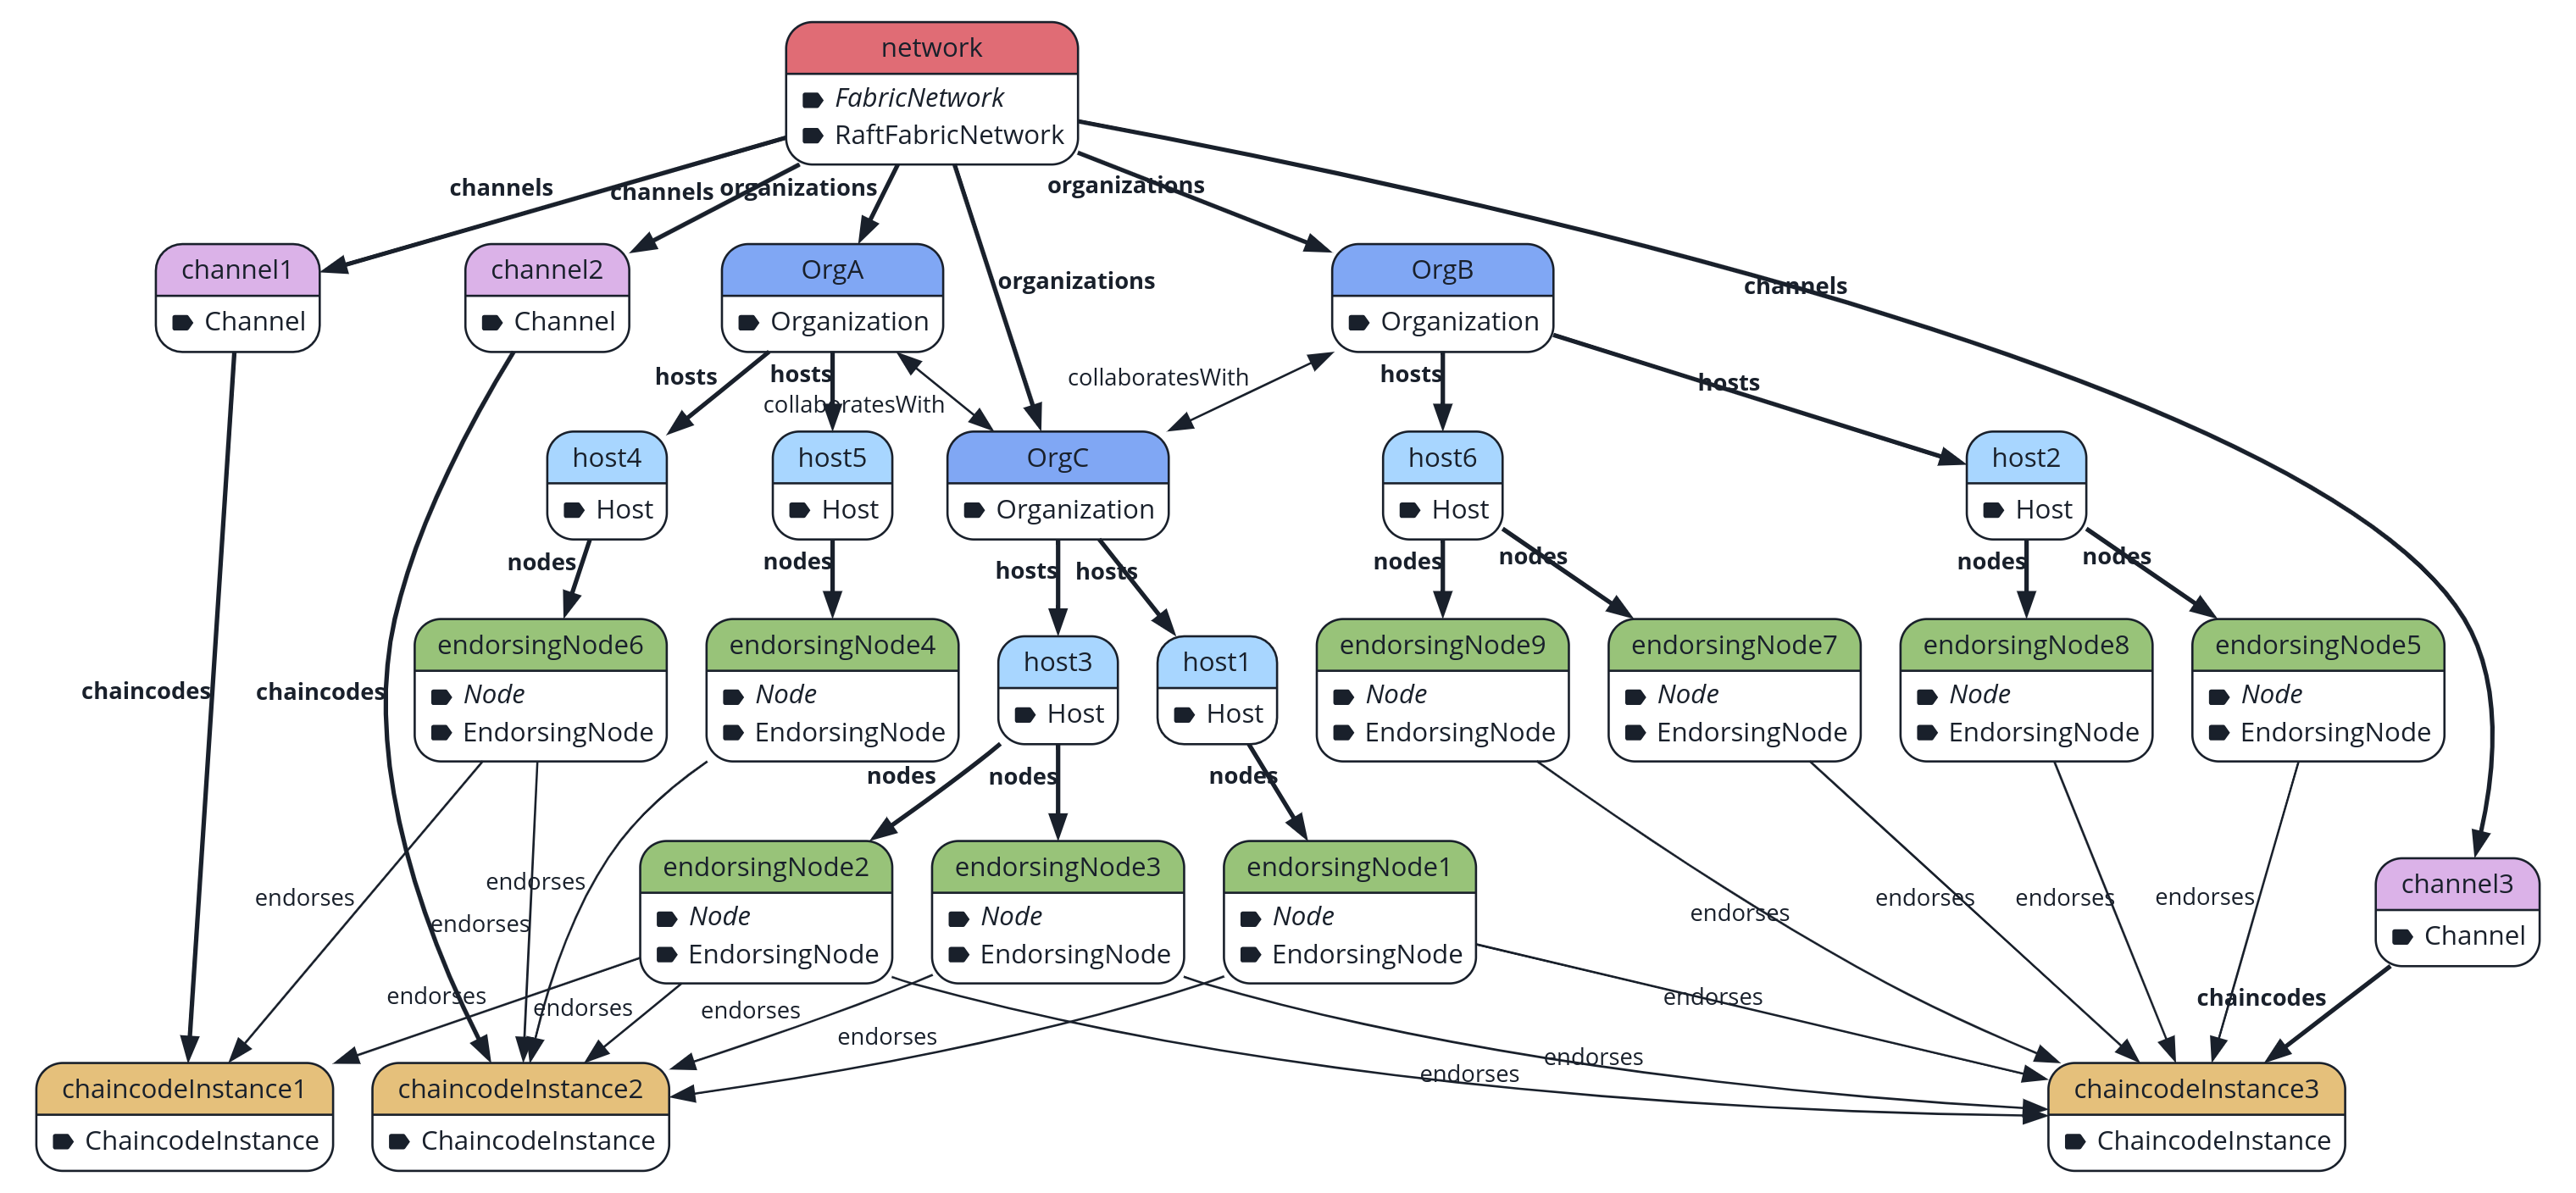 network
FabricNetwork
RaftFabricNetwork
channels
channels
organizations
organizations
organizations
channels
channel1
Channel
channel2
Channel
OrgA
Organization
OrgB
Organization
hosts
hosts
collaboratesWith
collaboratesWith
hosts
hosts
host4
Host
host5
Host
OrgC
Organization
host6
Host
host2
Host
nodes
nodes
hosts
hosts
nodes
nodes
nodes
nodes
endorsingNode6
Node
EndorsingNode
endorsingNode4
Node
EndorsingNode
host3
Host
host1
Host
endorsingNode9
Node
EndorsingNode
endorsingNode7
Node
EndorsingNode
endorsingNode8
Node
EndorsingNode
endorsingNode5
Node
EndorsingNode
chaincodes
chaincodes
nodes
nodes
nodes
endorsingNode2
Node
EndorsingNode
endorsingNode3
Node
EndorsingNode
endorsingNode1
Node
EndorsingNode
channel3
Channel
endorses
endorses
endorses
endorses
endorses
endorses
endorses
endorses
endorses
endorses
endorses
endorses
endorses
endorses
chaincodes
chaincodeInstance1
ChaincodeInstance
chaincodeInstance2
ChaincodeInstance
chaincodeInstance3
ChaincodeInstance